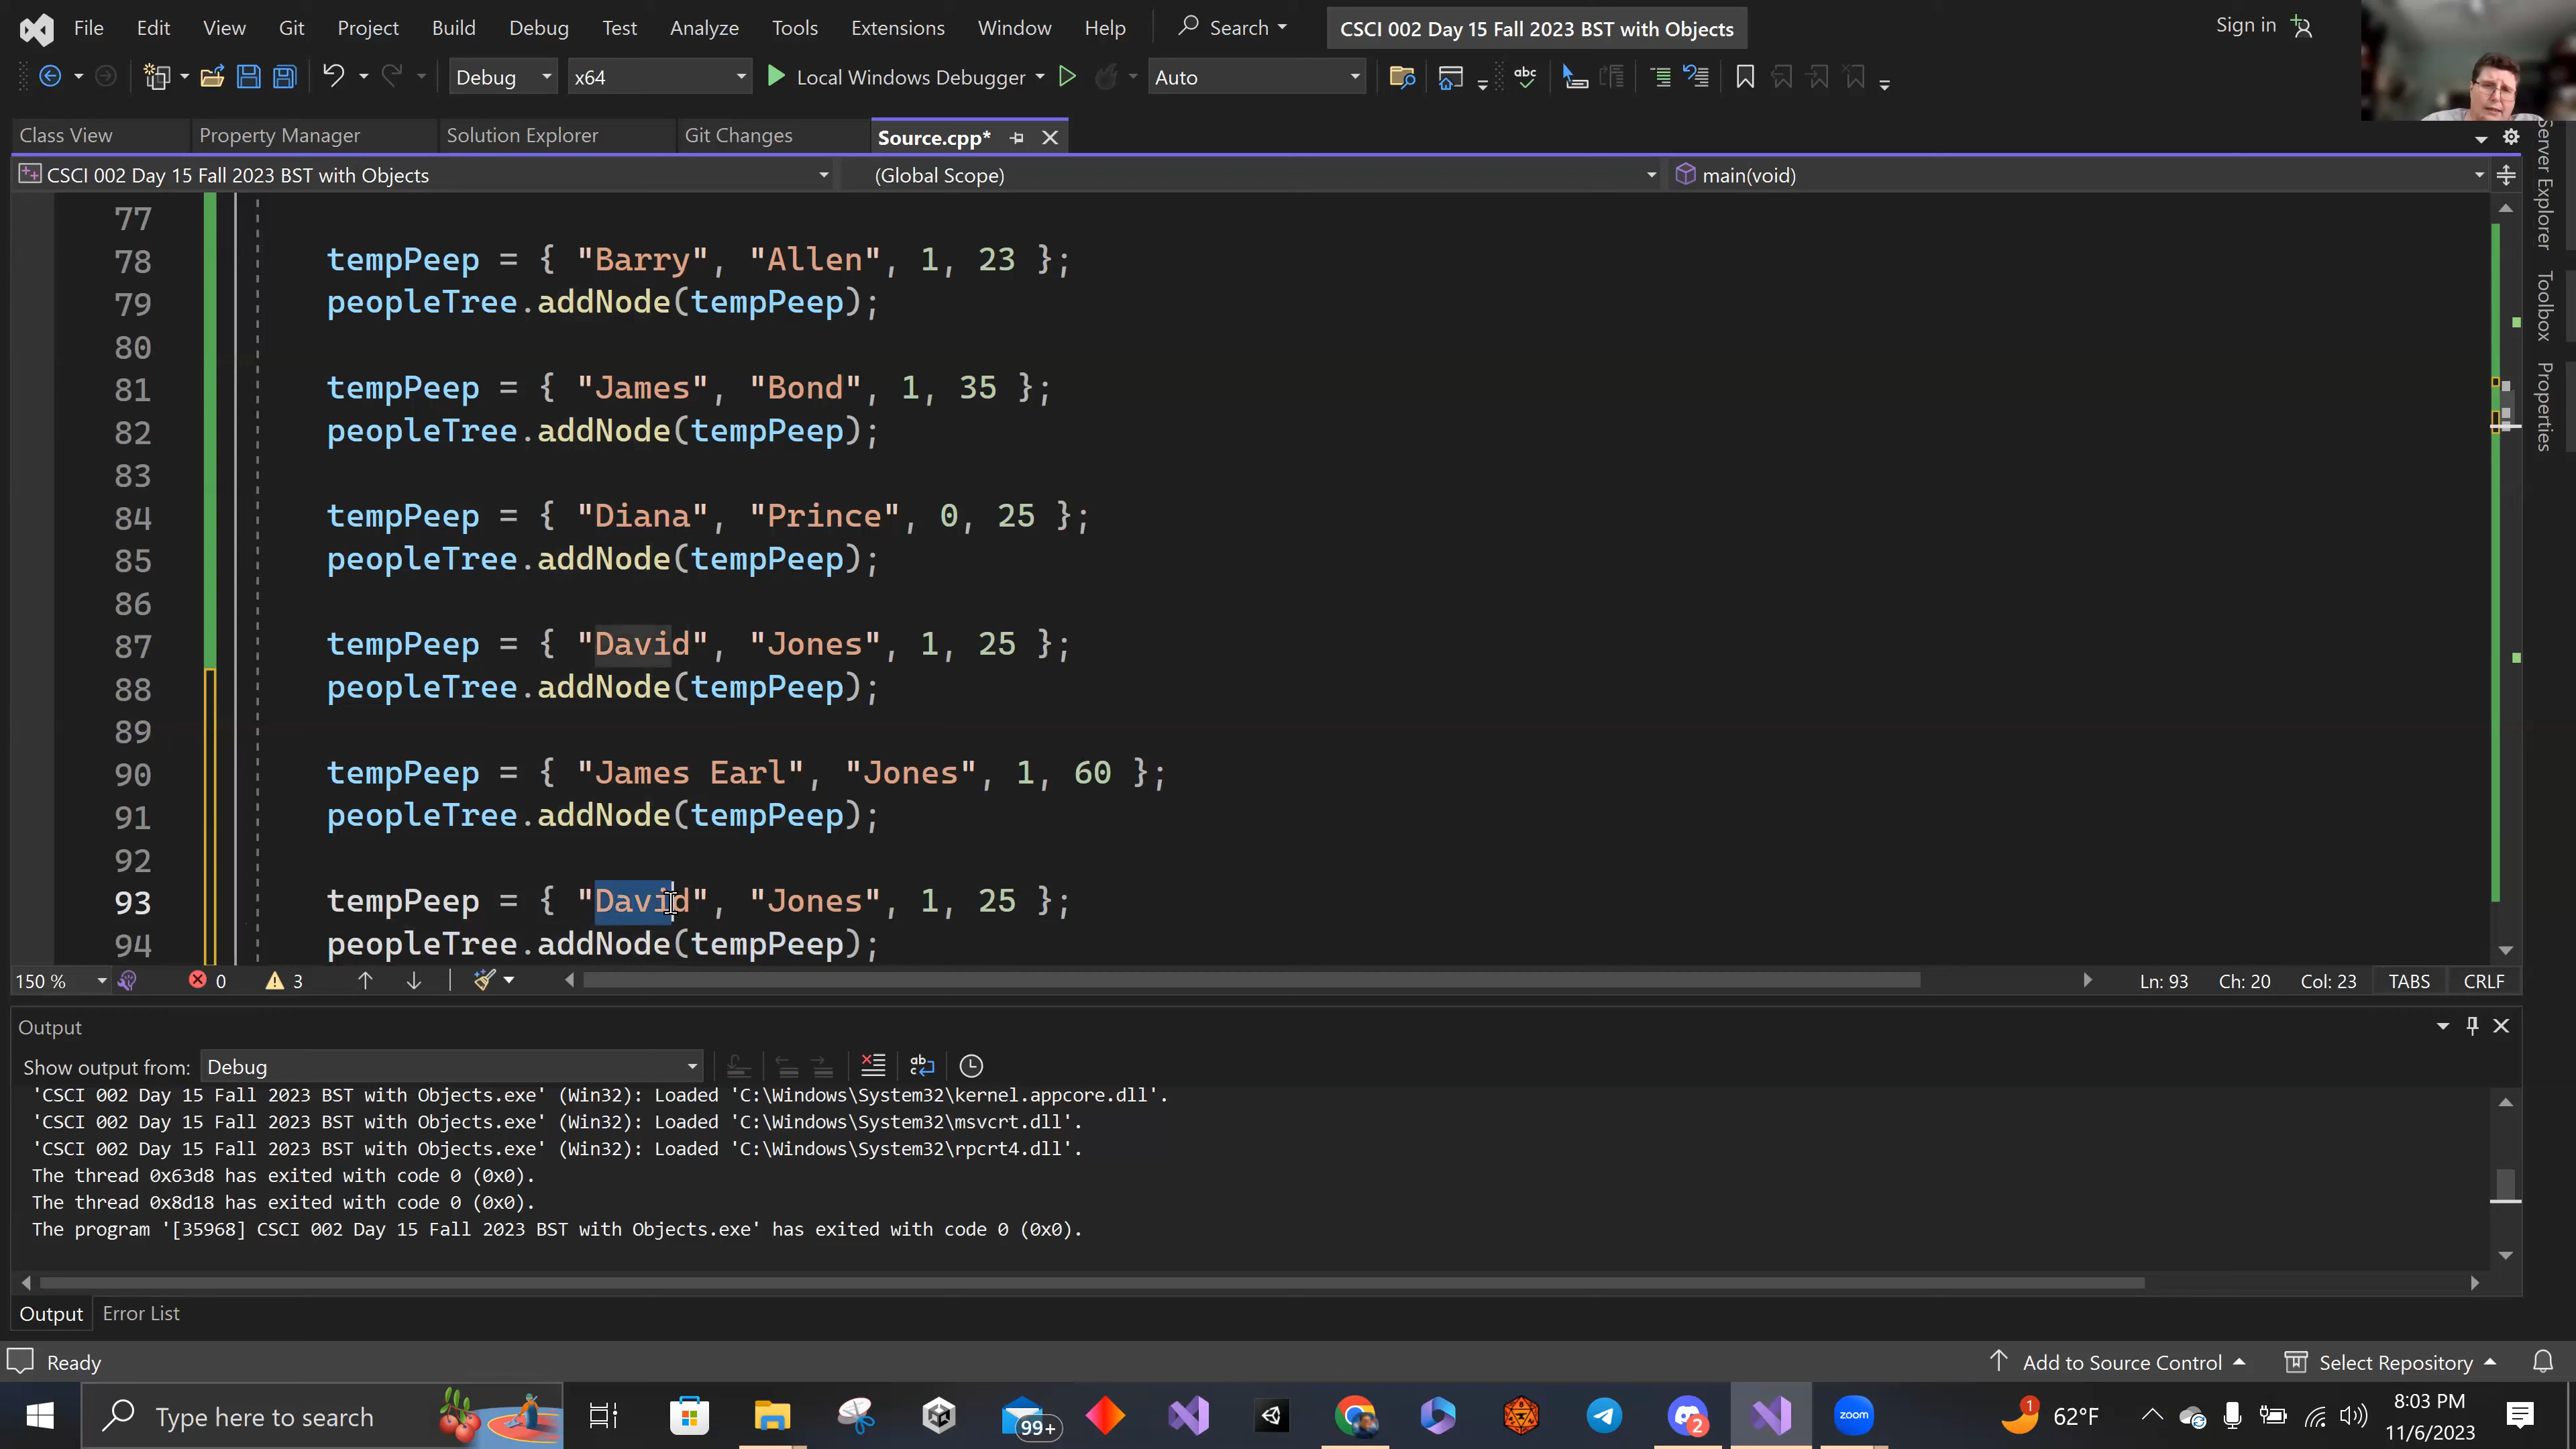 File Edit View Git Project Build Debug Test Analyze Tools Extensions Window Help Search CSCI 002 Day 15 Fall 2023 BST with Objects Sign in
Debug x64 Local Windows Debugger Auto
Class View Property Manager Solution Explorer Git Changes Source.cpp*
CSCI 002 Day 15 Fall 2023 BST with Objects (Global Scope) main(void)
77
78 tempPeep = { "Barry", "Allen", 1, 23 };
79 peopleTree.addNode(tempPeep);
80
81 tempPeep = { "James", "Bond", 1, 35 };
82 peopleTree.addNode(tempPeep);
83
84 tempPeep = { "Diana", "Prince", 0, 25 };
85 peopleTree.addNode(tempPeep);
86
87 tempPeep = { "David", "Jones", 1, 25 };
88 peopleTree.addNode(tempPeep);
89
90 tempPeep = { "James Earl", "Jones", 1, 60 };
91 peopleTree.addNode(tempPeep);
92
93 tempPeep = { "David", "Jones", 1, 25 };
94 peopleTree.addNode(tempPeep);
Server Explorer
Toolbox
Properties
150 % 0 3 Ln: 93 Ch: 20 Col: 23 TABS CRLF
Output
Show output from: Debug
'CSCI 002 Day 15 Fall 2023 BST with Objects.exe' (Win32): Loaded 'C:\Windows\System32\kernel.appcore.dll'.
'CSCI 002 Day 15 Fall 2023 BST with Objects.exe' (Win32): Loaded 'C:\Windows\System32\msvcrt.dll'.
'CSCI 002 Day 15 Fall 2023 BST with Objects.exe' (Win32): Loaded 'C:\Windows\System32\rpcrt4.dll'.
The thread 0x63d8 has exited with code 0 (0x0).
The thread 0x8d18 has exited with code 0 (0x0).
The program '[35968] CSCI 002 Day 15 Fall 2023 BST with Objects.exe' has exited with code 0 (0x0).
Output Error List
Ready Add to Source Control Select Repository
Type here to search 99+ 2 zoom 1 62°F 8:03 PM
11/6/2023